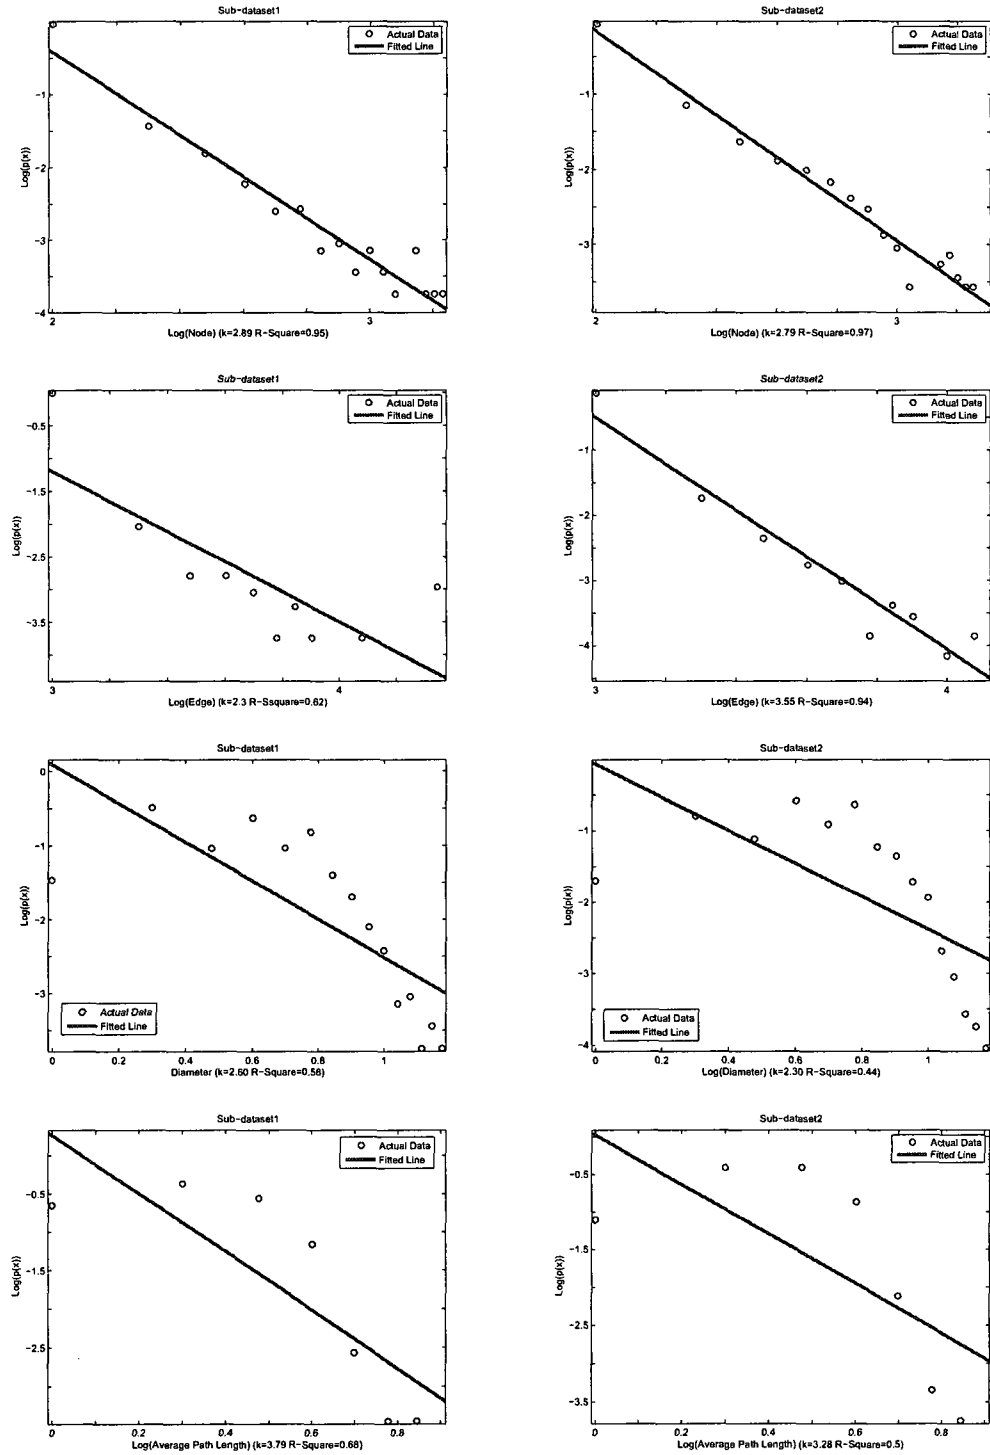 Sub-dataset1
Actual Data
Fitted Line
-1
-2
-3
-4
Log(p(x))
2
3
Log(Node) (k=2.89 R-Square=0.95)
Sub-dataset2
Actual Data
Fitted Line
-1
-2
-3
Log(p(x))
2
3
Log(Node) (k=2.79 R-Square=0.97)
Sub-dataset1
Actual Data
Fitted Line
-0.5
-1.5
-2.5
-3.5
Log(p(x))
3
4
Log(Edge) (k=2.3 R-Ssquare=0.62)
Sub-dataset2
Actual Data
Fitted Line
-1
-2
-3
-4
Log(p(x))
3
4
Log(Edge) (k=3.55 R-Square=0.94)
Sub-dataset1
0
-1
-2
-3
Log(p(x))
Actual Data
Fitted Line
0 0.2 0.4 0.6 0.8 1
Diameter (k=2.60 R-Square=0.56)
Sub-dataset2
-1
-2
-3
-4
Log(p(x))
Actual Data
Fitted Line
0 0.2 0.4 0.6 0.8 1
Log(Diameter) (k=2.30 R-Square=0.44)
Sub-dataset1
Actual Data
Fitted Line
-0.5
-1.5
-2.5
Log(p(x))
0 0.2 0.4 0.6 0.8
Log(Average Path Length) (k=3.79 R-Square=0.68)
Sub-dataset2
Actual Data
Fitted Line
-0.5
-1.5
-2.5
-3.5
Log(p(x))
0 0.2 0.4 0.6 0.8
Log(Average Path Length) (k=3.28 R-Square=0.5)